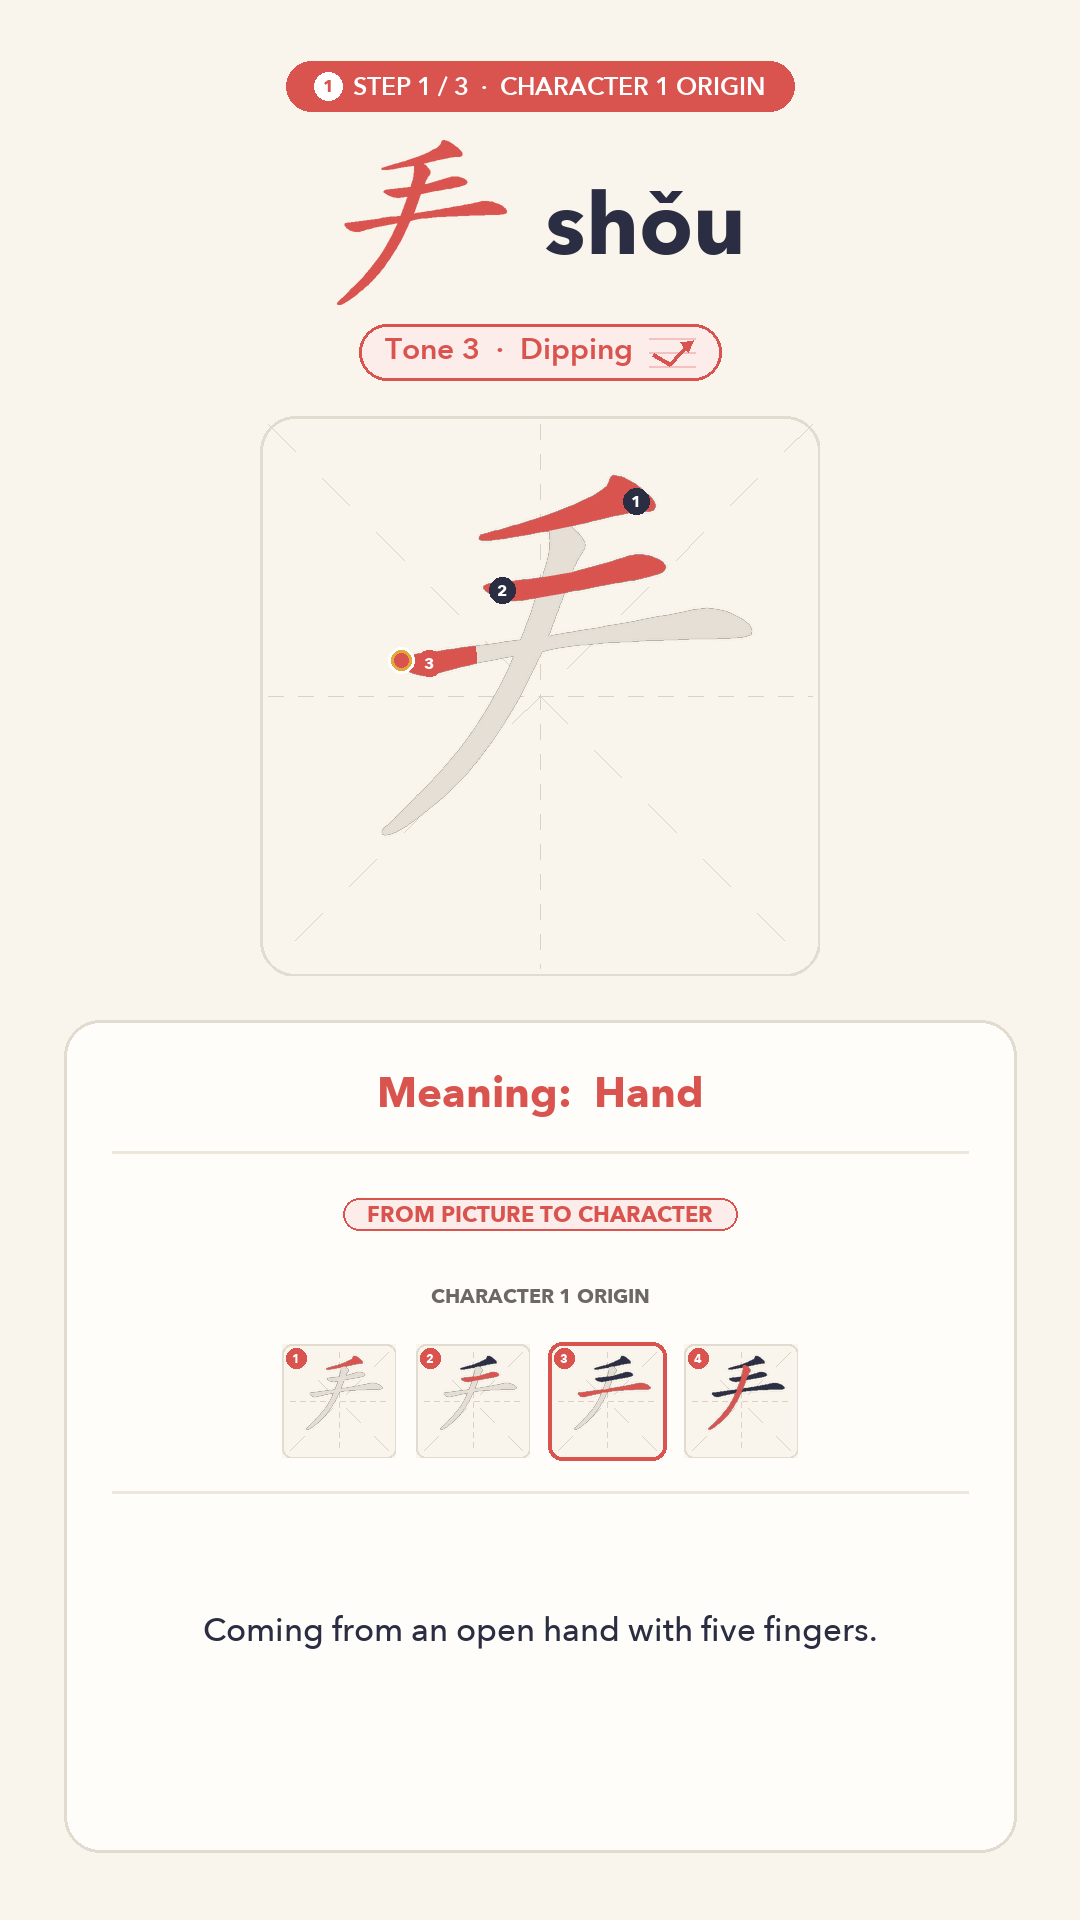 1 STEP 1 / 3 · CHARACTER 1 ORIGIN
龵 shǒu
Tone 3 · Dipping
1
2
3
Meaning: Hand
FROM PICTURE TO CHARACTER
CHARACTER 1 ORIGIN
1 2 3 4
Coming from an open hand with five fingers.